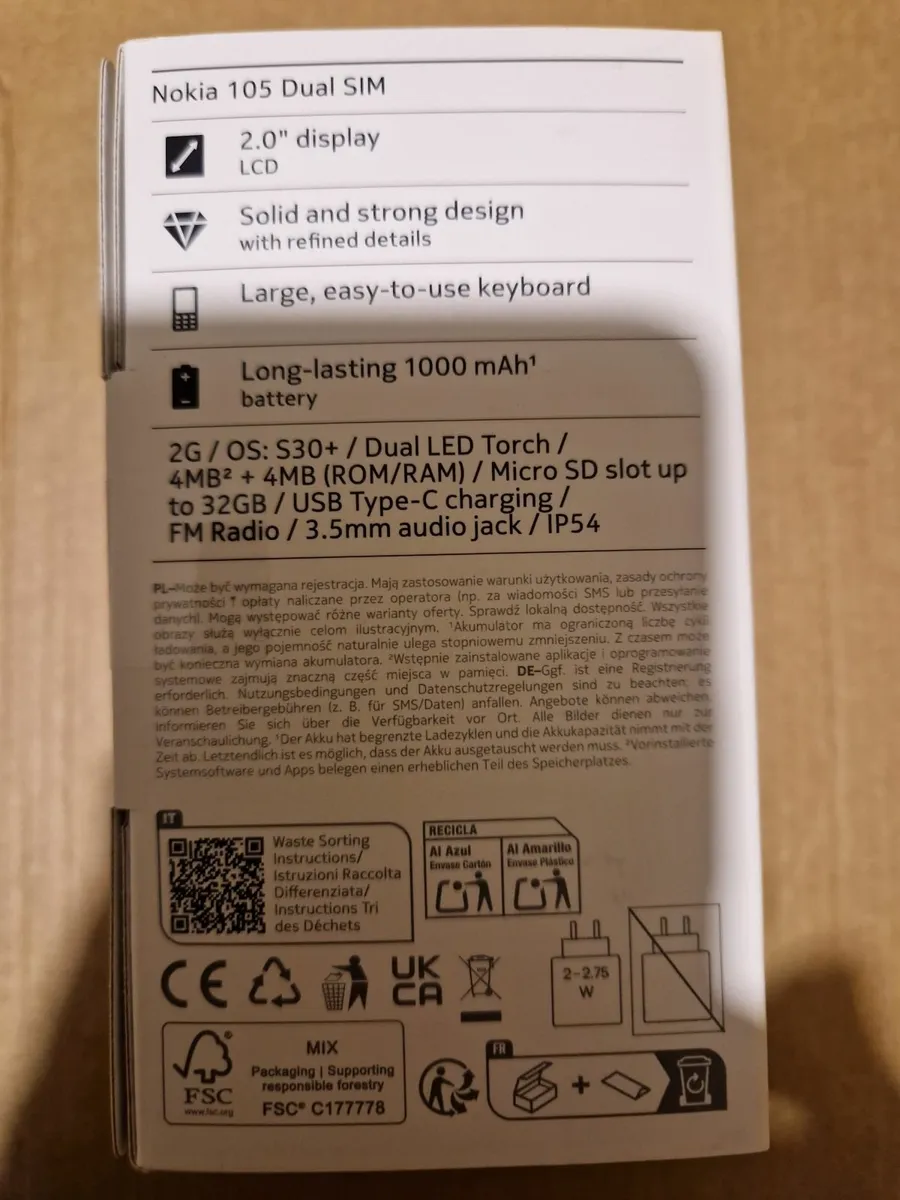 Nokia 105 Dual SIM
2.0" display
LCD
Solid and strong design
with refined details
Large, easy-to-use keyboard
Long-lasting 1000 mAh¹
battery
2G / OS: S30+ / Dual LED Torch /
4MB² + 4MB (ROM/RAM) / Micro SD slot up
to 32GB / USB Type-C charging /
FM Radio / 3.5mm audio jack / IP54
PL–Może być wymagana rejestracja. Mają zastosowanie warunki użytkowania, zasady ochrony
prywatności i opłaty naliczane przez operatora (np. za wiadomości SMS lub przesyłanie
danych). Mogą występować różne warianty oferty. Sprawdź lokalną dostępność. Wszystkie
obrazy służą wyłącznie celom ilustracyjnym. ¹Akumulator ma ograniczoną liczbę cykli
ładowania, a jego pojemność naturalnie ulega stopniowemu zmniejszeniu. Z czasem może
być konieczna wymiana akumulatora. ²Wstępnie zainstalowane aplikacje i oprogramowanie
systemowe zajmują znaczną część miejsca w pamięci. DE–Ggf. ist eine Registrierung
erforderlich. Nutzungsbedingungen und Datenschutzregelungen sind zu beachten; es
können Betreibergebühren (z. B. für SMS/Daten) anfallen. Angebote können abweichen.
Informieren Sie sich über die Verfügbarkeit vor Ort. Alle Bilder dienen nur zur
Veranschaulichung. ¹Der Akku hat begrenzte Ladezyklen und die Akkukapazität nimmt mit der
Zeit ab. Letztendlich ist es möglich, dass der Akku ausgetauscht werden muss. ²Vorinstallierte
Systemsoftware und Apps belegen einen erheblichen Teil des Speicherplatzes.
IT
Waste Sorting
Instructions/
Istruzioni Raccolta
Differenziata/
Instructions Tri
des Déchets
RECICLA
Al Azul
Envase Cartón
Al Amarillo
Envase Plástico
CE
UK
CA
2–2.75
W
FSC
www.fsc.org
MIX
Packaging | Supporting
responsible forestry
FSC® C177778
FR